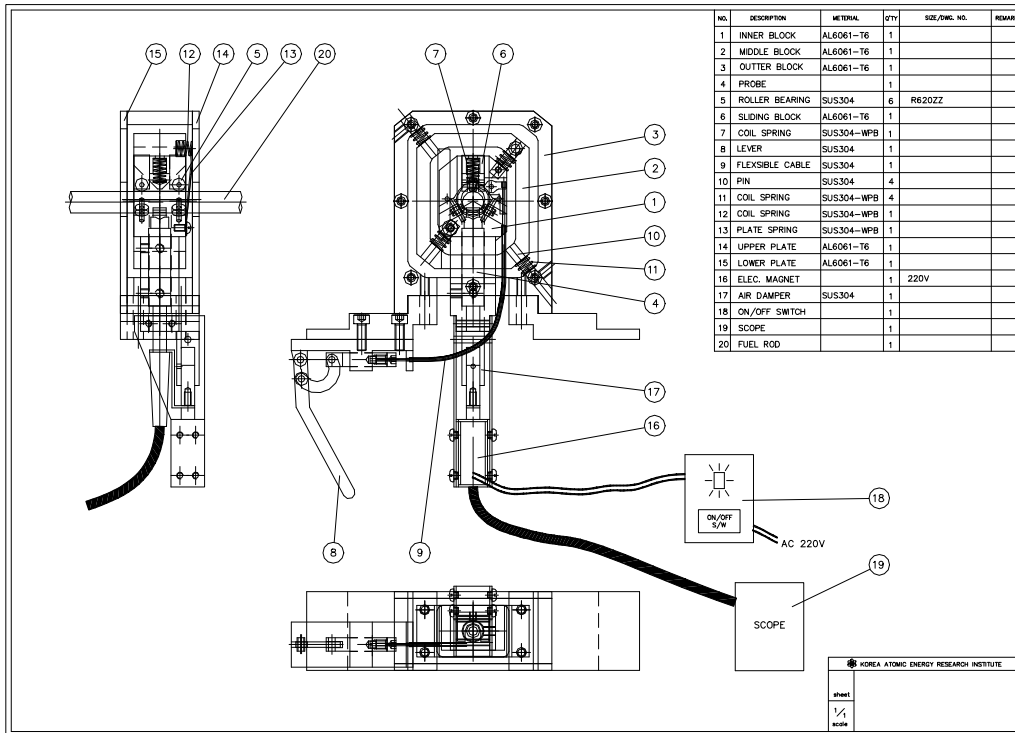 NO. DESCRIPTION METERIAL Q'TY SIZE/DWG. NO. REMARK
1 INNER BLOCK AL6061-T6 1
2 MIDDLE BLOCK AL6061-T6 1
3 OUTTER BLOCK AL6061-T6 1
4 PROBE 1
5 ROLLER BEARING SUS304 6 R620ZZ
6 SLIDING BLOCK AL6061-T6 1
7 COIL SPRING SUS304-WPB 1
8 LEVER SUS304 1
9 FLEXSIBLE CABLE SUS304 1
10 PIN SUS304 4
11 COIL SPRING SUS304-WPB 4
12 COIL SPRING SUS304-WPB 1
13 PLATE SPRING SUS304-WPB 1
14 UPPER PLATE AL6061-T6 1
15 LOWER PLATE AL6061-T6 1
16 ELEC. MAGNET 1 220V
17 AIR DAMPER SUS304 1
18 ON/OFF SWITCH 1
19 SCOPE 1
20 FUEL ROD 1
15 12 14 5 13 20
7 6
3
2
1
10
11
4
17
16
18
8
9
19
ON/OFF
S/W
AC 220V
SCOPE
KOREA ATOMIC ENERGY RESEARCH INSTITUTE
sheet
1/1
scale